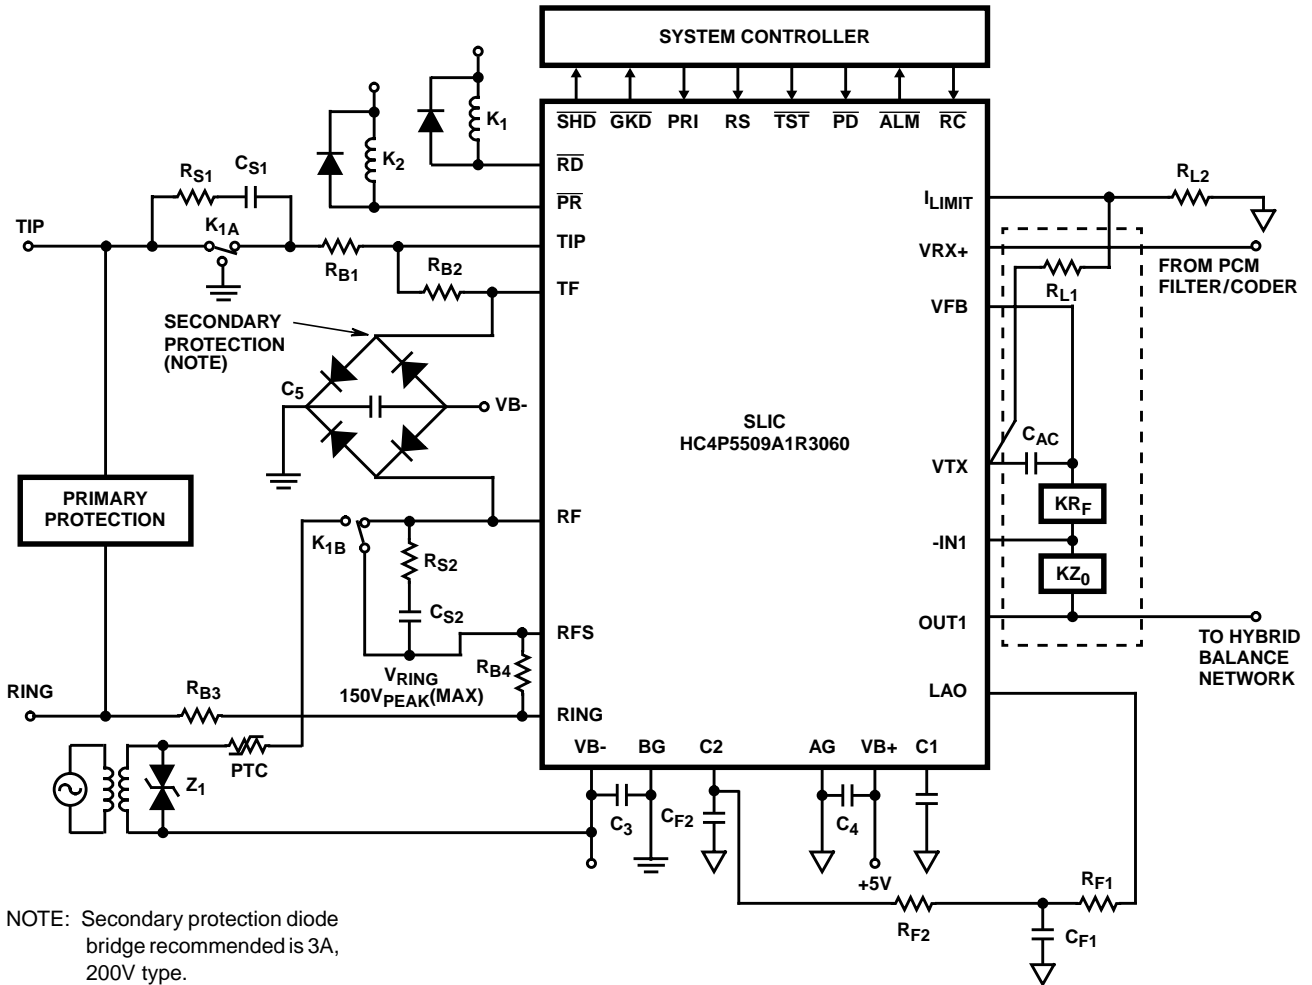 SYSTEM CONTROLLER
SHD GKD PRI RS TST PD ALM RC
K1
K2
RD
PR
RS1 CS1
K1A
TIP
RB1
RB2
TIP
TF
ILIMIT
RL2
VRX+
FROM PCM
FILTER/CODER
RL1
VFB
SECONDARY
PROTECTION
(NOTE)
C5
VB-
SLIC
HC4P5509A1R3060
CAC
VTX
KRF
-IN1
KZ0
OUT1
TO HYBRID
BALANCE
NETWORK
PRIMARY
PROTECTION
K1B
RF
RS2
CS2
RFS
RB4
VRING
150VPEAK(MAX)
LAO
RING
RB3
RING
PTC
Z1
VB- BG C2 AG VB+ C1
C3
CF2
C4
+5V
RF2
RF1
CF1
NOTE: Secondary protection diode
bridge recommended is 3A,
200V type.